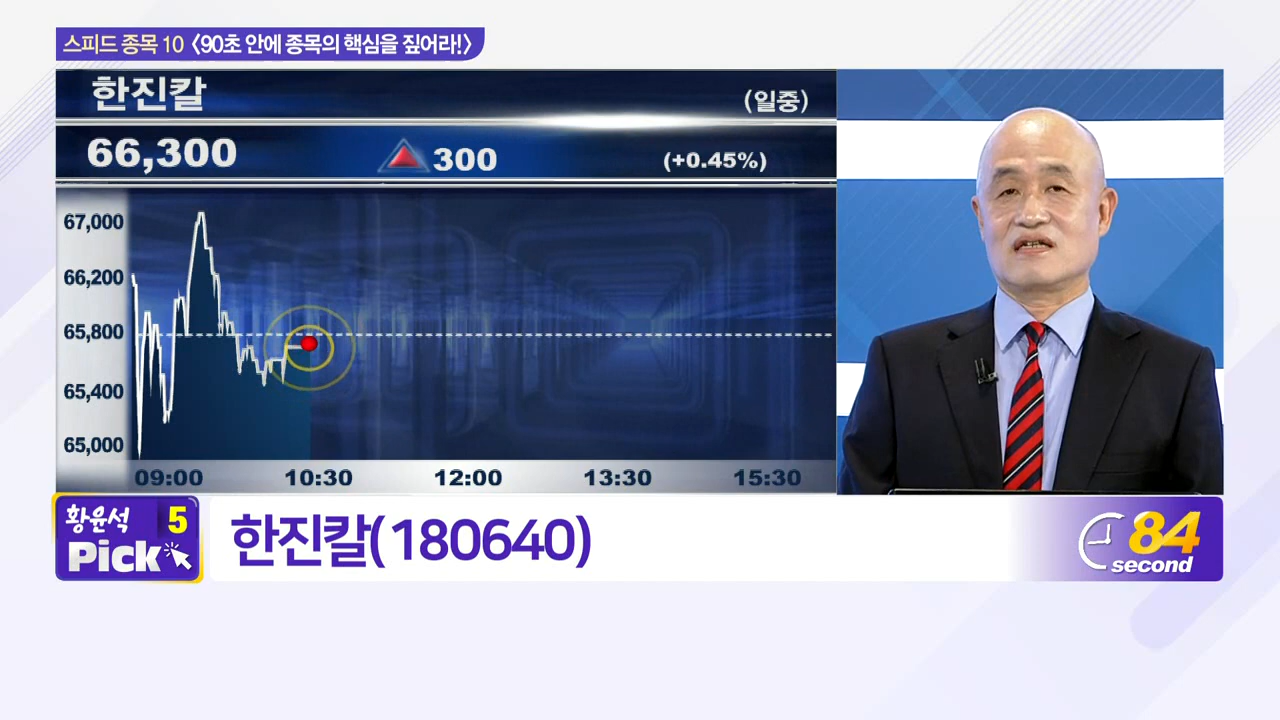 스피드 종목 10 <90초 안에 종목의 핵심을 짚어라!>
한진칼
(일중)
66,300
300
(+0.45%)
67,000
66,200
65,800
65,400
65,000
09:00
10:30
12:00
13:30
15:30
황윤석 5
Pick
한진칼(180640)
84
second